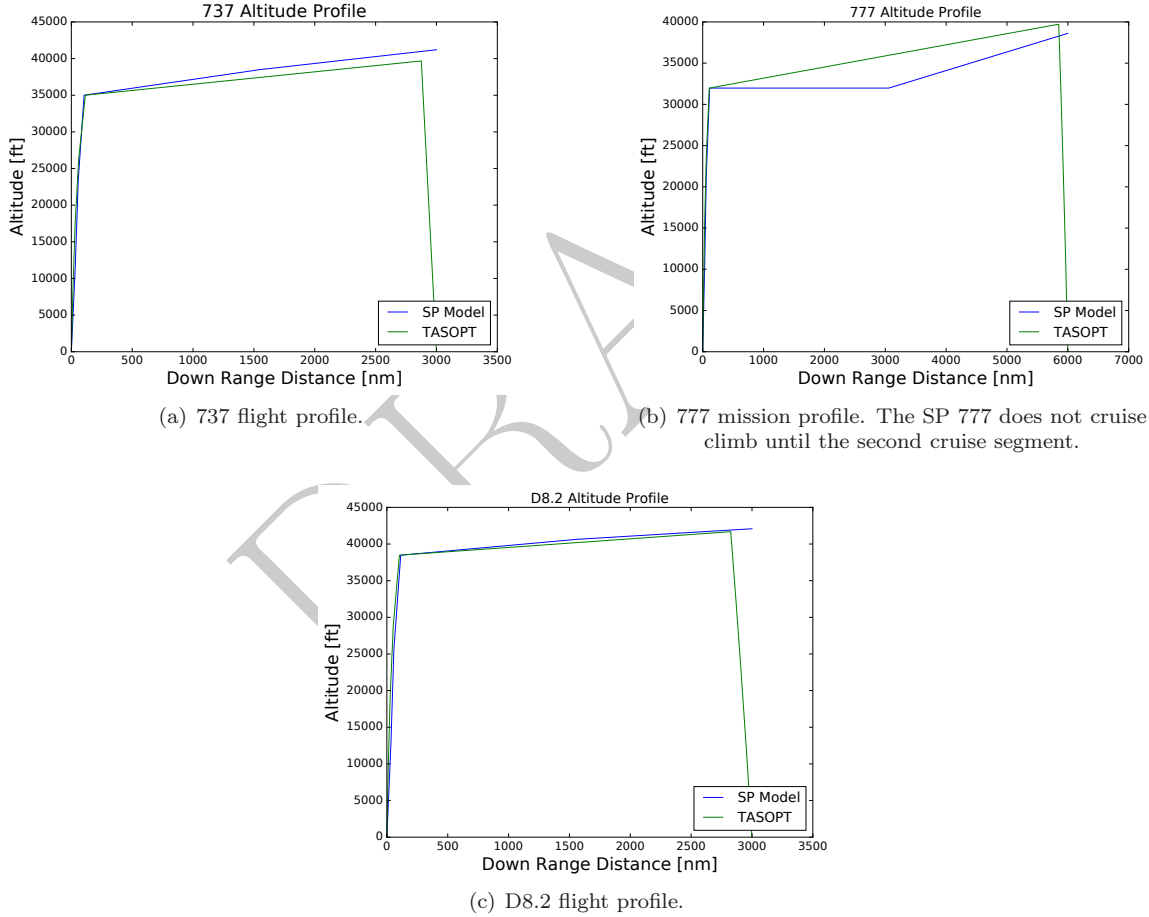 737 Altitude Profile
45000
40000
35000
30000
25000
20000
15000
10000
5000
0
Altitude [ft]
0 500 1000 1500 2000 2500 3000 3500
Down Range Distance [nm]
SP Model
TASOPT
(a) 737 flight profile.
777 Altitude Profile
40000
35000
30000
25000
20000
15000
10000
5000
0
Altitude [ft]
0 1000 2000 3000 4000 5000 6000 7000
Down Range Distance [nm]
SP Model
TASOPT
(b) 777 mission profile. The SP 777 does not cruise
climb until the second cruise segment.
D8.2 Altitude Profile
45000
40000
35000
30000
25000
20000
15000
10000
5000
0
Altitude [ft]
0 500 1000 1500 2000 2500 3000 3500
Down Range Distance [nm]
SP Model
TASOPT
(c) D8.2 flight profile.